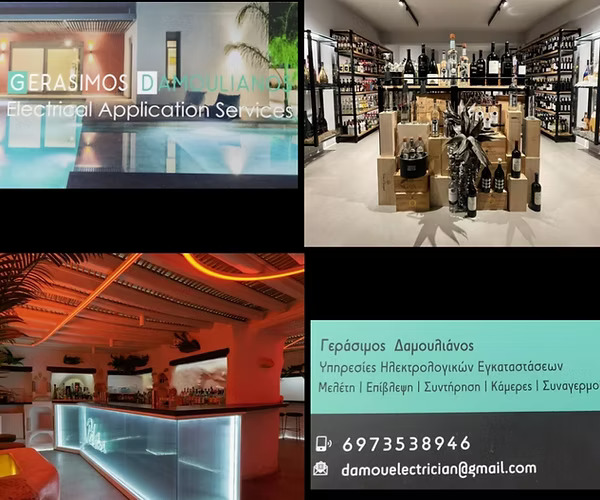 GERASIMOS DAMOULIANOS
Electrical Application Services
Γεράσιμος Δαμουλιάνος
Υπηρεσίες Ηλεκτρολογικών Εγκαταστάσεων
Μελέτη | Επίβλεψη | Συντήρηση | Κάμερες | Συναγερμο
6973538946
damouelectrician@gmail.com